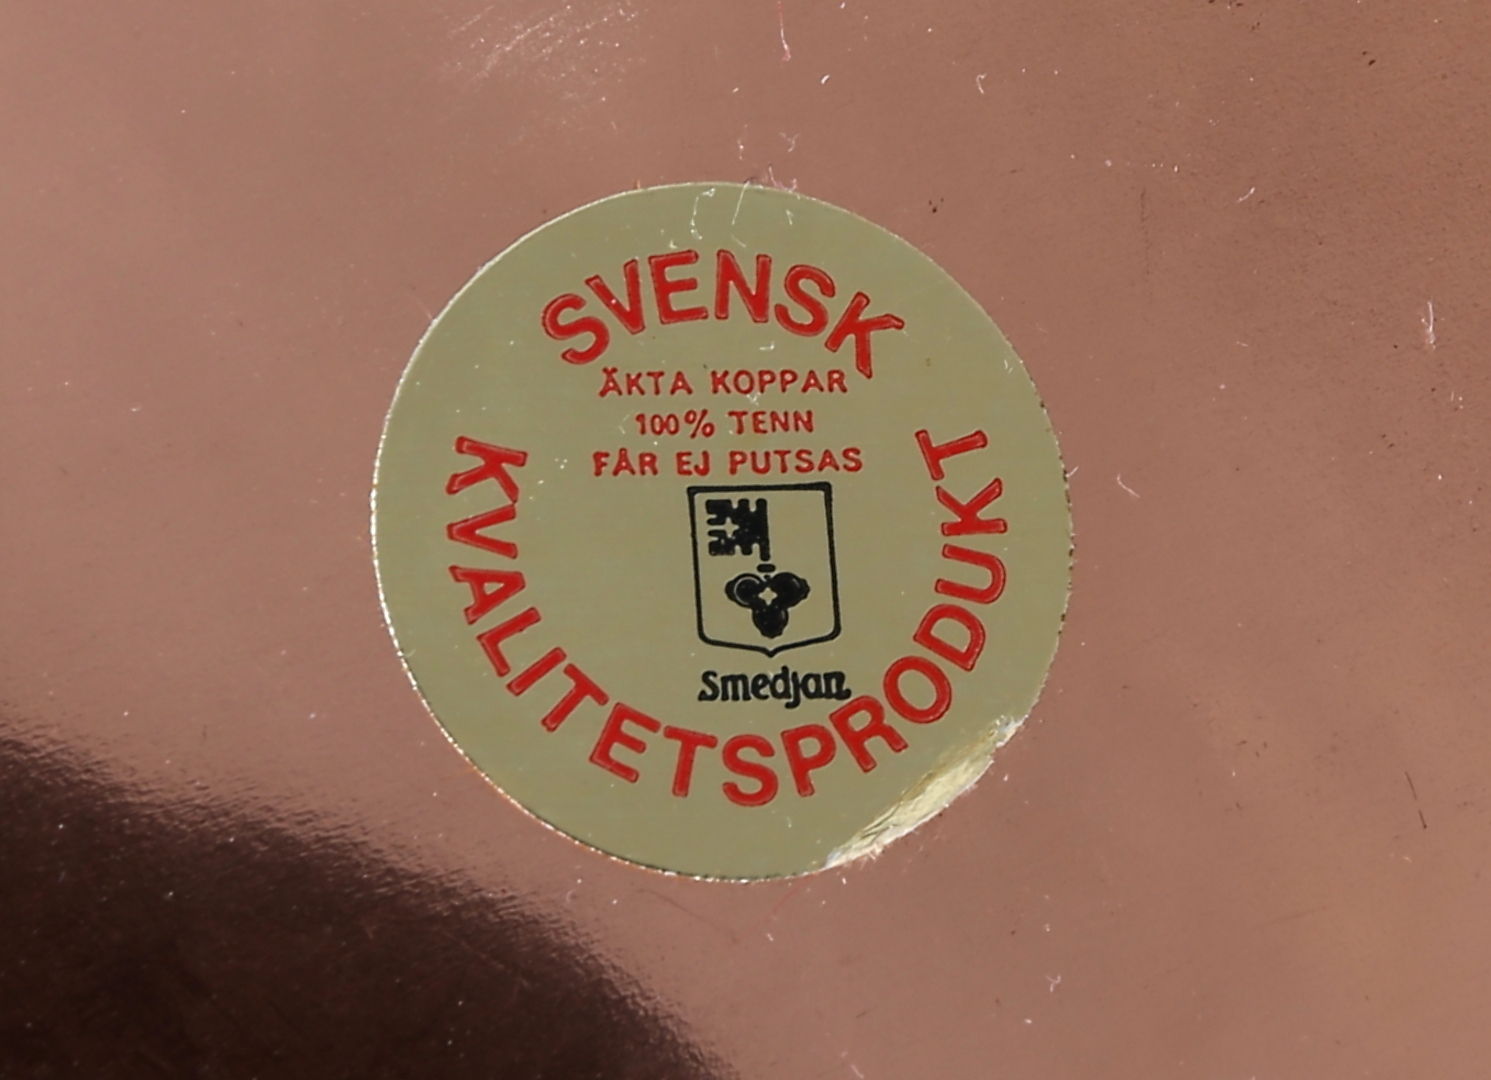 SVENSK
ÄKTA KOPPAR
100% TENN
FÅR EJ PUTSAS
Smedjan
KVALITETSPRODUKT